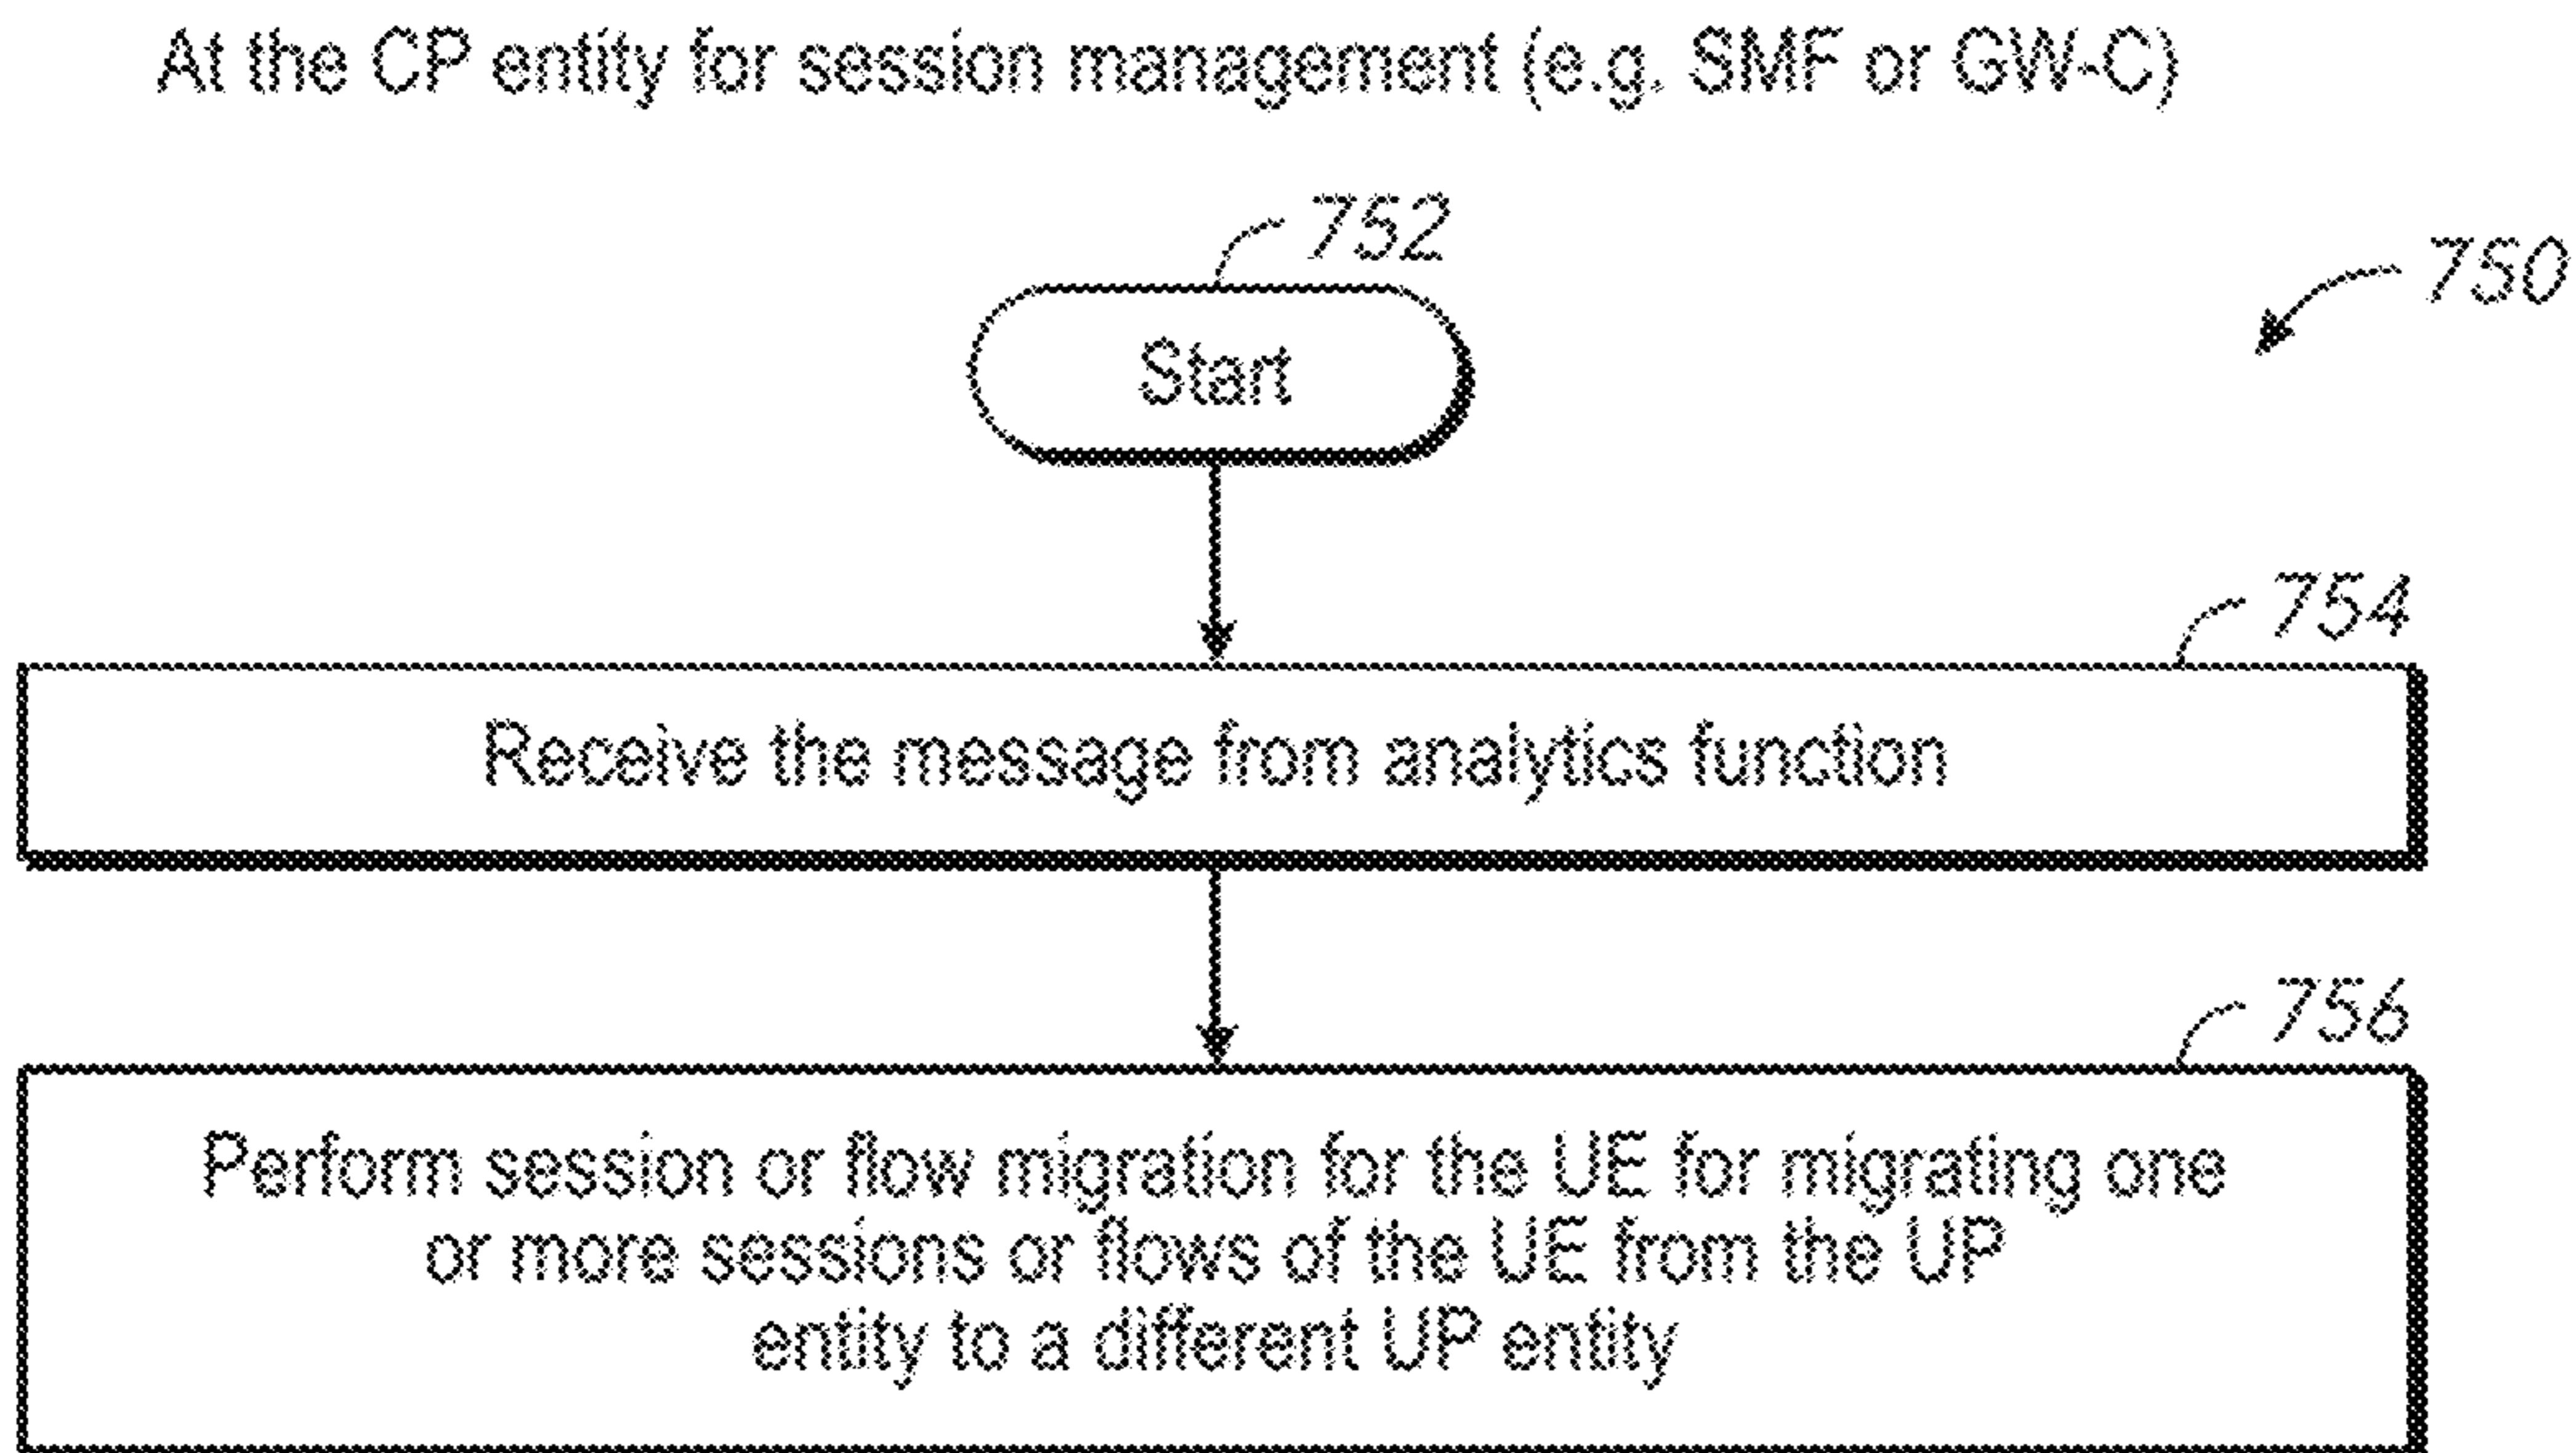 At the CP entity for session management (e.g. SMF or GW-C)
752
750
Start
754
Receive the message from analytics function
756
Perform session or flow migration for the UE for migrating one
or more sessions or flows of the UE from the UP
entity to a different UP entity